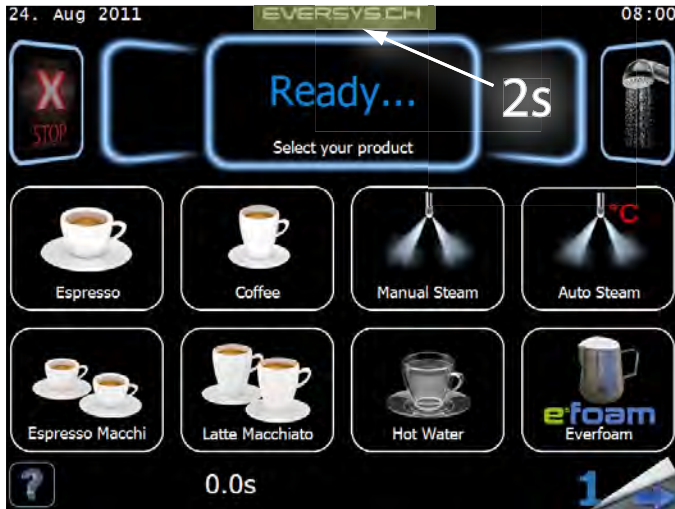 24. Aug 2011 EVERSYS.CH 08:00
X
STOP
Ready...
Select your product
2s
Espresso Coffee Manual Steam °C Auto Steam
Espresso Macchi Latte Macchiato Hot Water e'foam Everfoam
? 0.0s 1